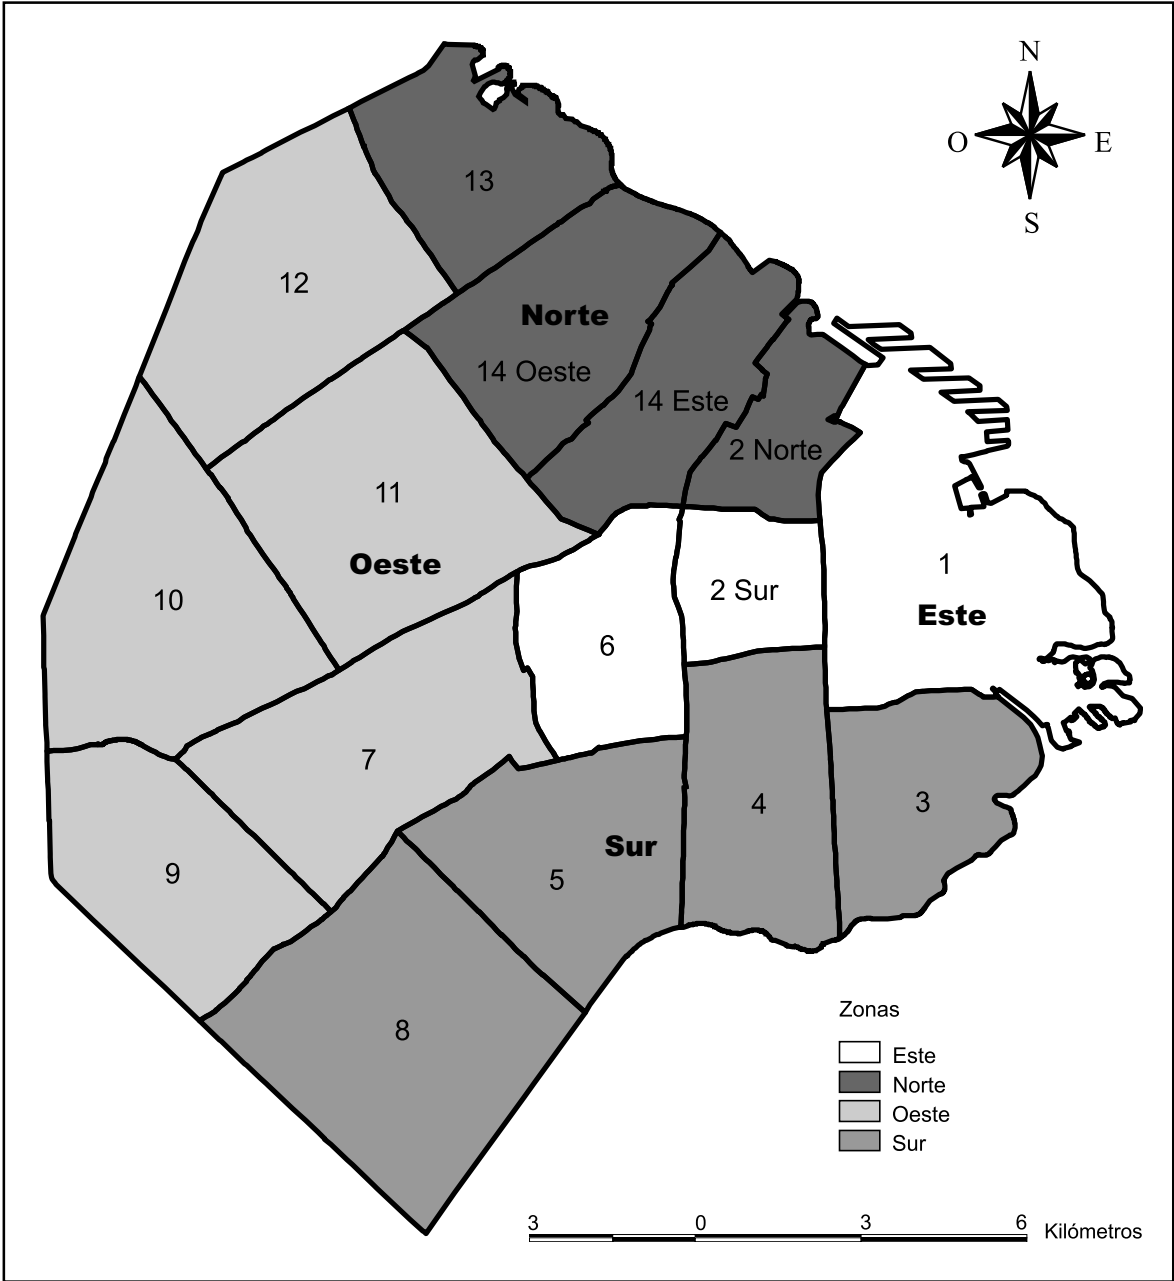 N
O E
S
13
12
Norte
14 Oeste
14 Este
2 Norte
11
Oeste
1
Este
2 Sur
10
6
7
4
3
Sur
5
9
8
Zonas
Este
Norte
Oeste
Sur
3 0 3 6 Kilómetros